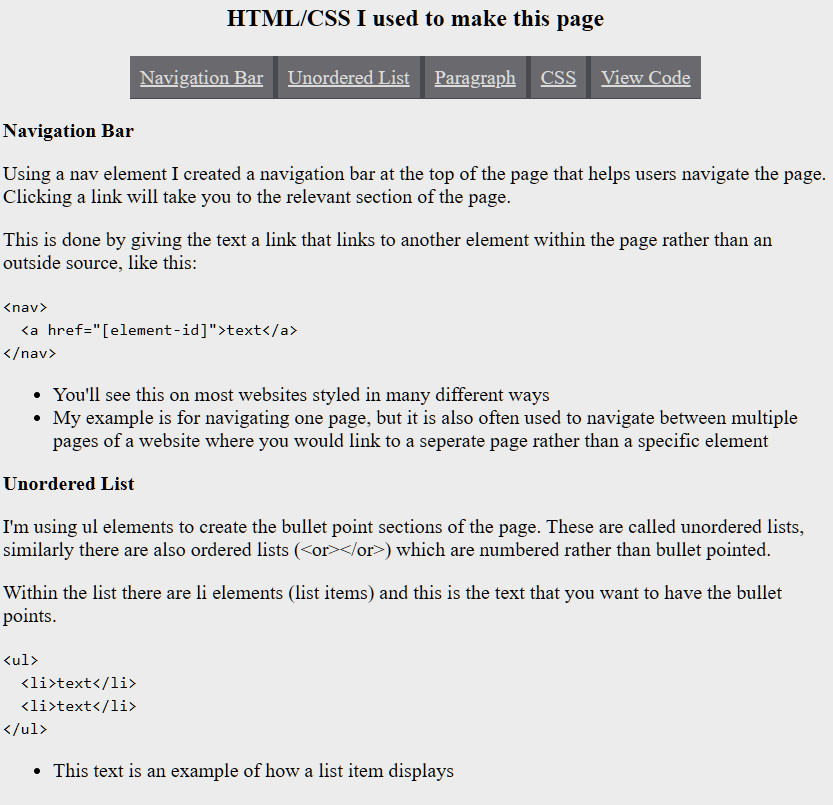 HTML/CSS I used to make this page
Navigation Bar Unordered List Paragraph CSS View Code
Navigation Bar
Using a nav element I created a navigation bar at the top of the page that helps users navigate the page.
Clicking a link will take you to the relevant section of the page.
This is done by giving the text a link that links to another element within the page rather than an
outside source, like this:
<nav>
  <a href="[element-id]">text</a>
</nav>
• You'll see this on most websites styled in many different ways
• My example is for navigating one page, but it is also often used to navigate between multiple
pages of a website where you would link to a seperate page rather than a specific element
Unordered List
I'm using ul elements to create the bullet point sections of the page. These are called unordered lists,
similarly there are also ordered lists (<or></or>) which are numbered rather than bullet pointed.
Within the list there are li elements (list items) and this is the text that you want to have the bullet
points.
<ul>
  <li>text</li>
  <li>text</li>
</ul>
• This text is an example of how a list item displays